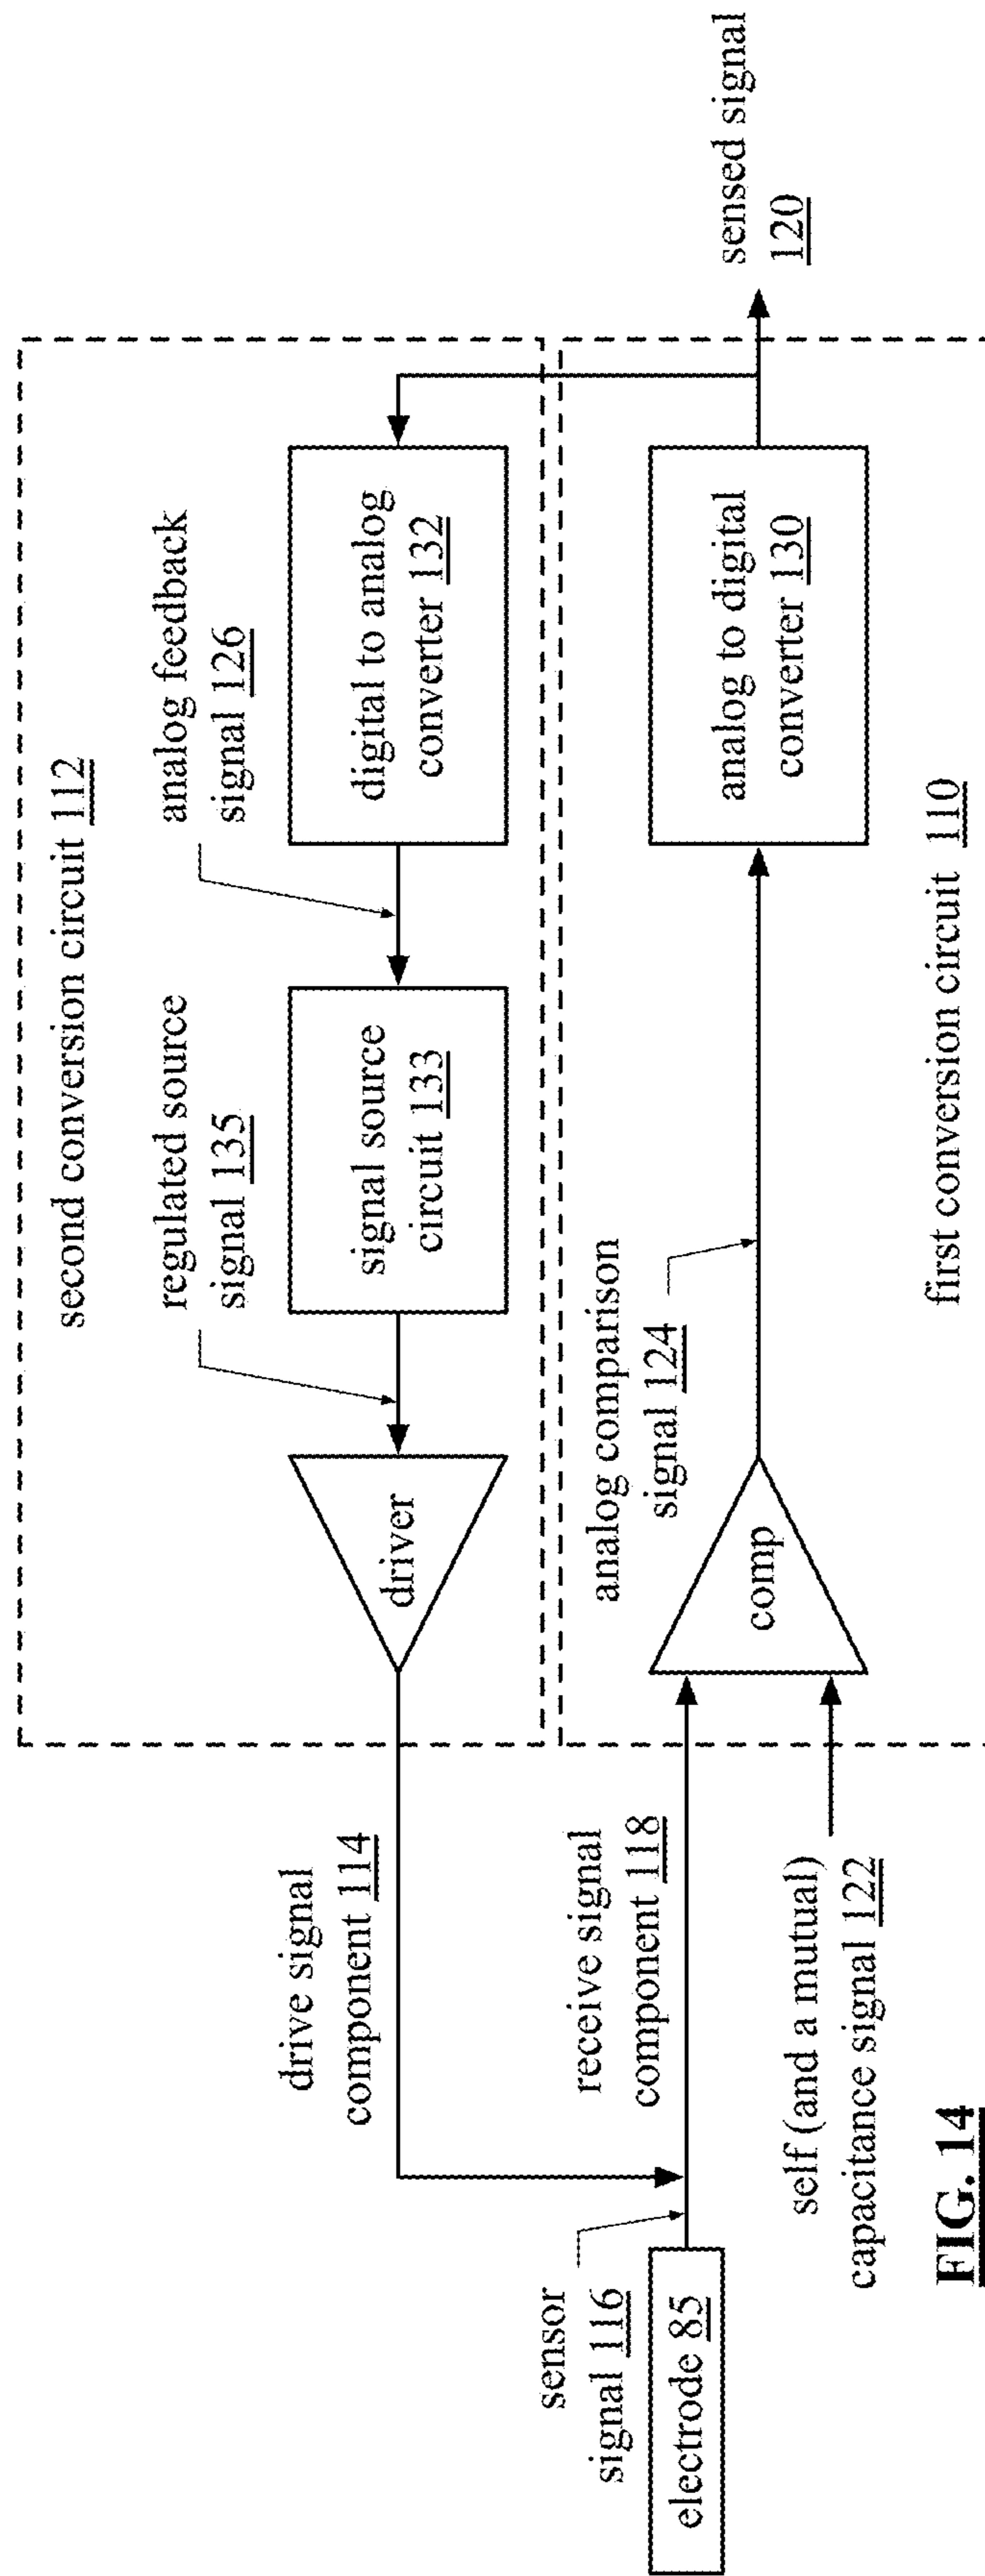 second conversion circuit 112
regulated source
signal 135
analog feedback
signal 126
driver
signal source
circuit 133
digital to analog
converter 132
drive signal
component 114
sensor
signal 116
electrode 85
receive signal
component 118
self (and a mutual)
capacitance signal 122
comp
analog comparison
signal 124
analog to digital
converter 130
sensed signal
120
first conversion circuit 110
FIG. 14